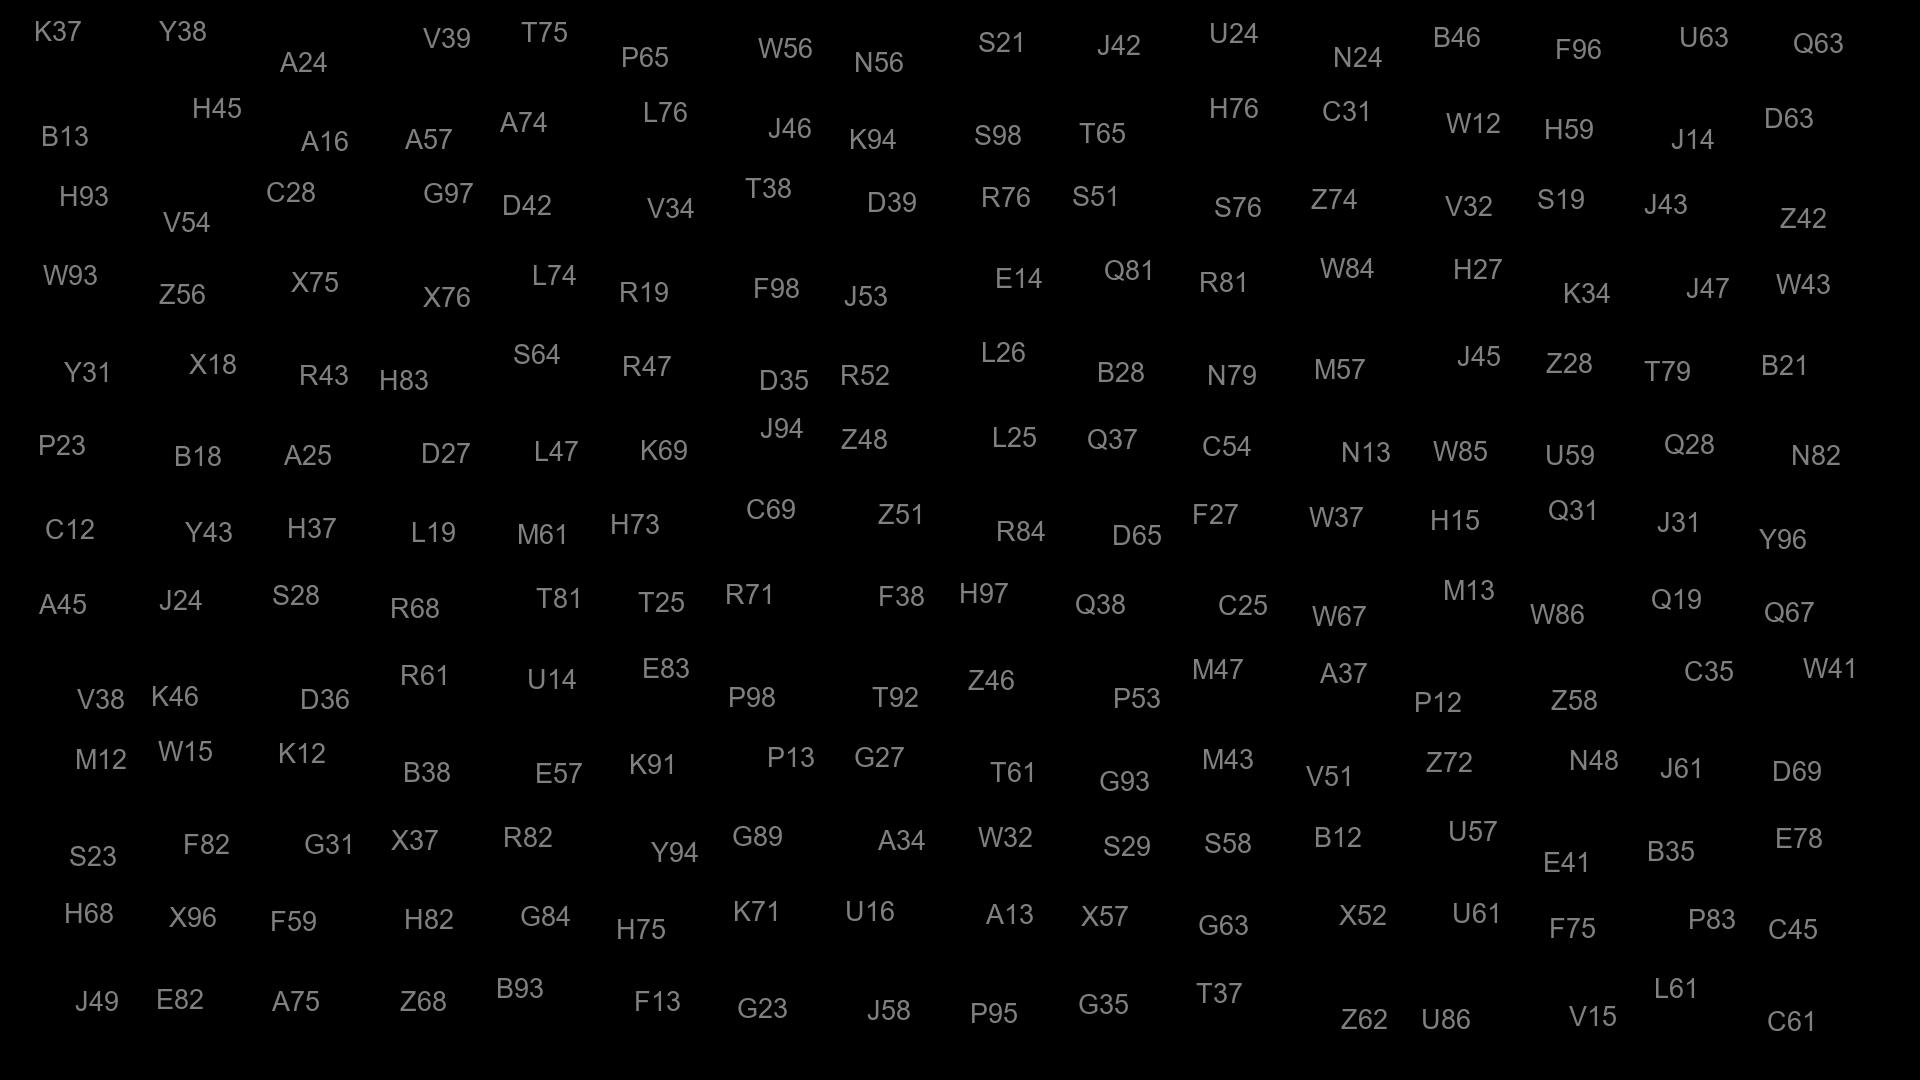 K37 Y38 A24 V39 T75 P65 W56 N56 S21 J42 U24 N24 B46 F96 U63 Q63
B13 H45 A16 A57 A74 L76 J46 K94 S98 T65 H76 C31 W12 H59 J14 D63
H93 V54 C28 G97 D42 V34 T38 D39 R76 S51 S76 Z74 V32 S19 J43 Z42
W93 Z56 X75 X76 L74 R19 F98 J53 E14 Q81 R81 W84 H27 K34 J47 W43
Y31 X18 R43 H83 S64 R47 D35 R52 L26 B28 N79 M57 J45 Z28 T79 B21
P23 B18 A25 D27 L47 K69 J94 Z48 L25 Q37 C54 N13 W85 U59 Q28 N82
C12 Y43 H37 L19 M61 H73 C69 Z51 R84 D65 F27 W37 H15 Q31 J31 Y96
A45 J24 S28 R68 T81 T25 R71 F38 H97 Q38 C25 W67 M13 W86 Q19 Q67
V38 K46 D36 R61 U14 E83 P98 T92 Z46 P53 M47 A37 P12 Z58 C35 W41
M12 W15 K12 B38 E57 K91 P13 G27 T61 G93 M43 V51 Z72 N48 J61 D69
S23 F82 G31 X37 R82 Y94 G89 A34 W32 S29 S58 B12 U57 E41 B35 E78
H68 X96 F59 H82 G84 H75 K71 U16 A13 X57 G63 X52 U61 F75 P83 C45
J49 E82 A75 Z68 B93 F13 G23 J58 P95 G35 T37 Z62 U86 V15 L61 C61